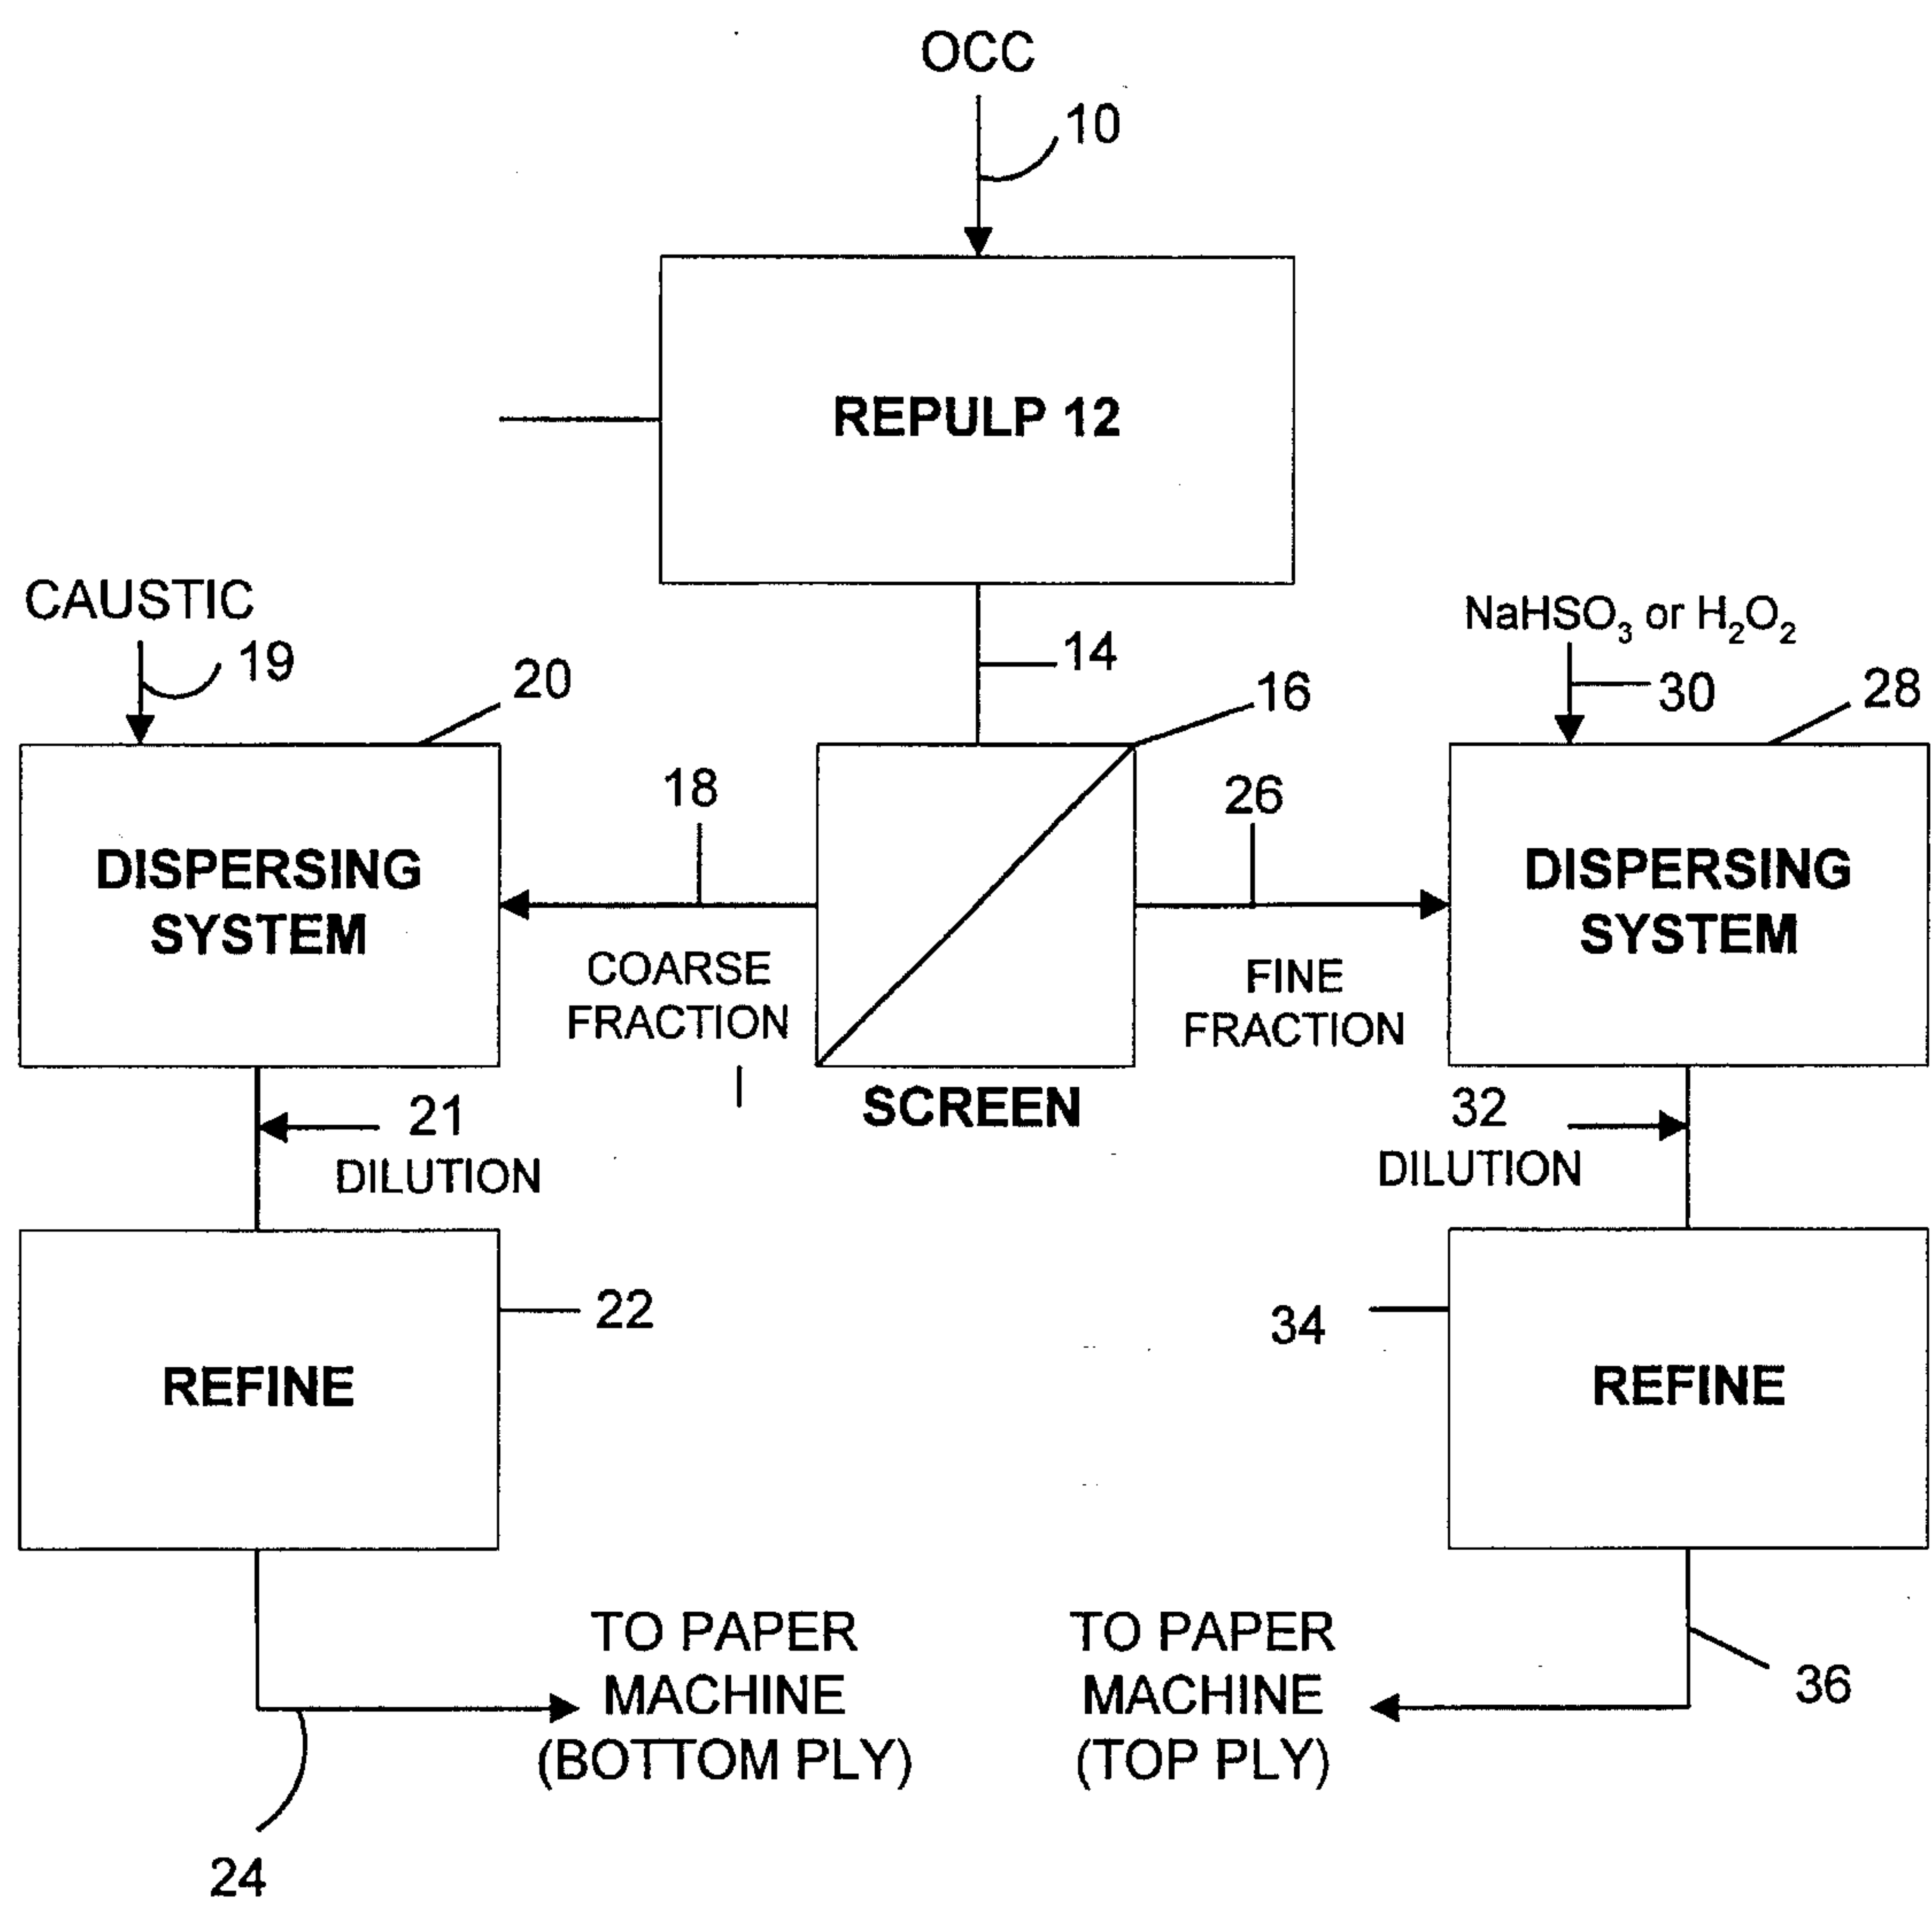 OCC
10
REPULP 12
CAUSTIC
19
20
14
16
NaHSO₃ or H₂O₂
30
28
18
26
DISPERSING
SYSTEM
DISPERSING
SYSTEM
COARSE
FRACTION
FINE
FRACTION
SCREEN
21
DILUTION
32
DILUTION
22
34
REFINE
REFINE
TO PAPER
MACHINE
(BOTTOM PLY)
TO PAPER
MACHINE
(TOP PLY)
36
24